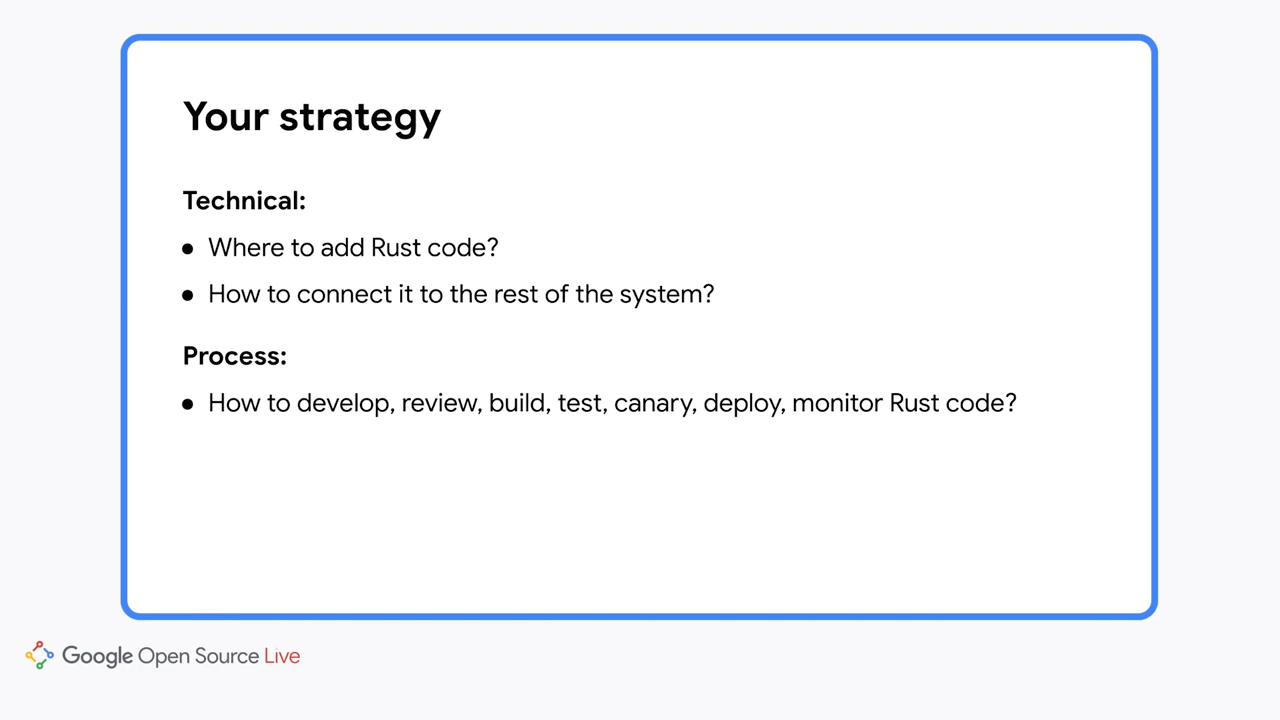 Your strategy
Technical:
● Where to add Rust code?
● How to connect it to the rest of the system?
Process:
● How to develop, review, build, test, canary, deploy, monitor Rust code?
Google Open Source Live